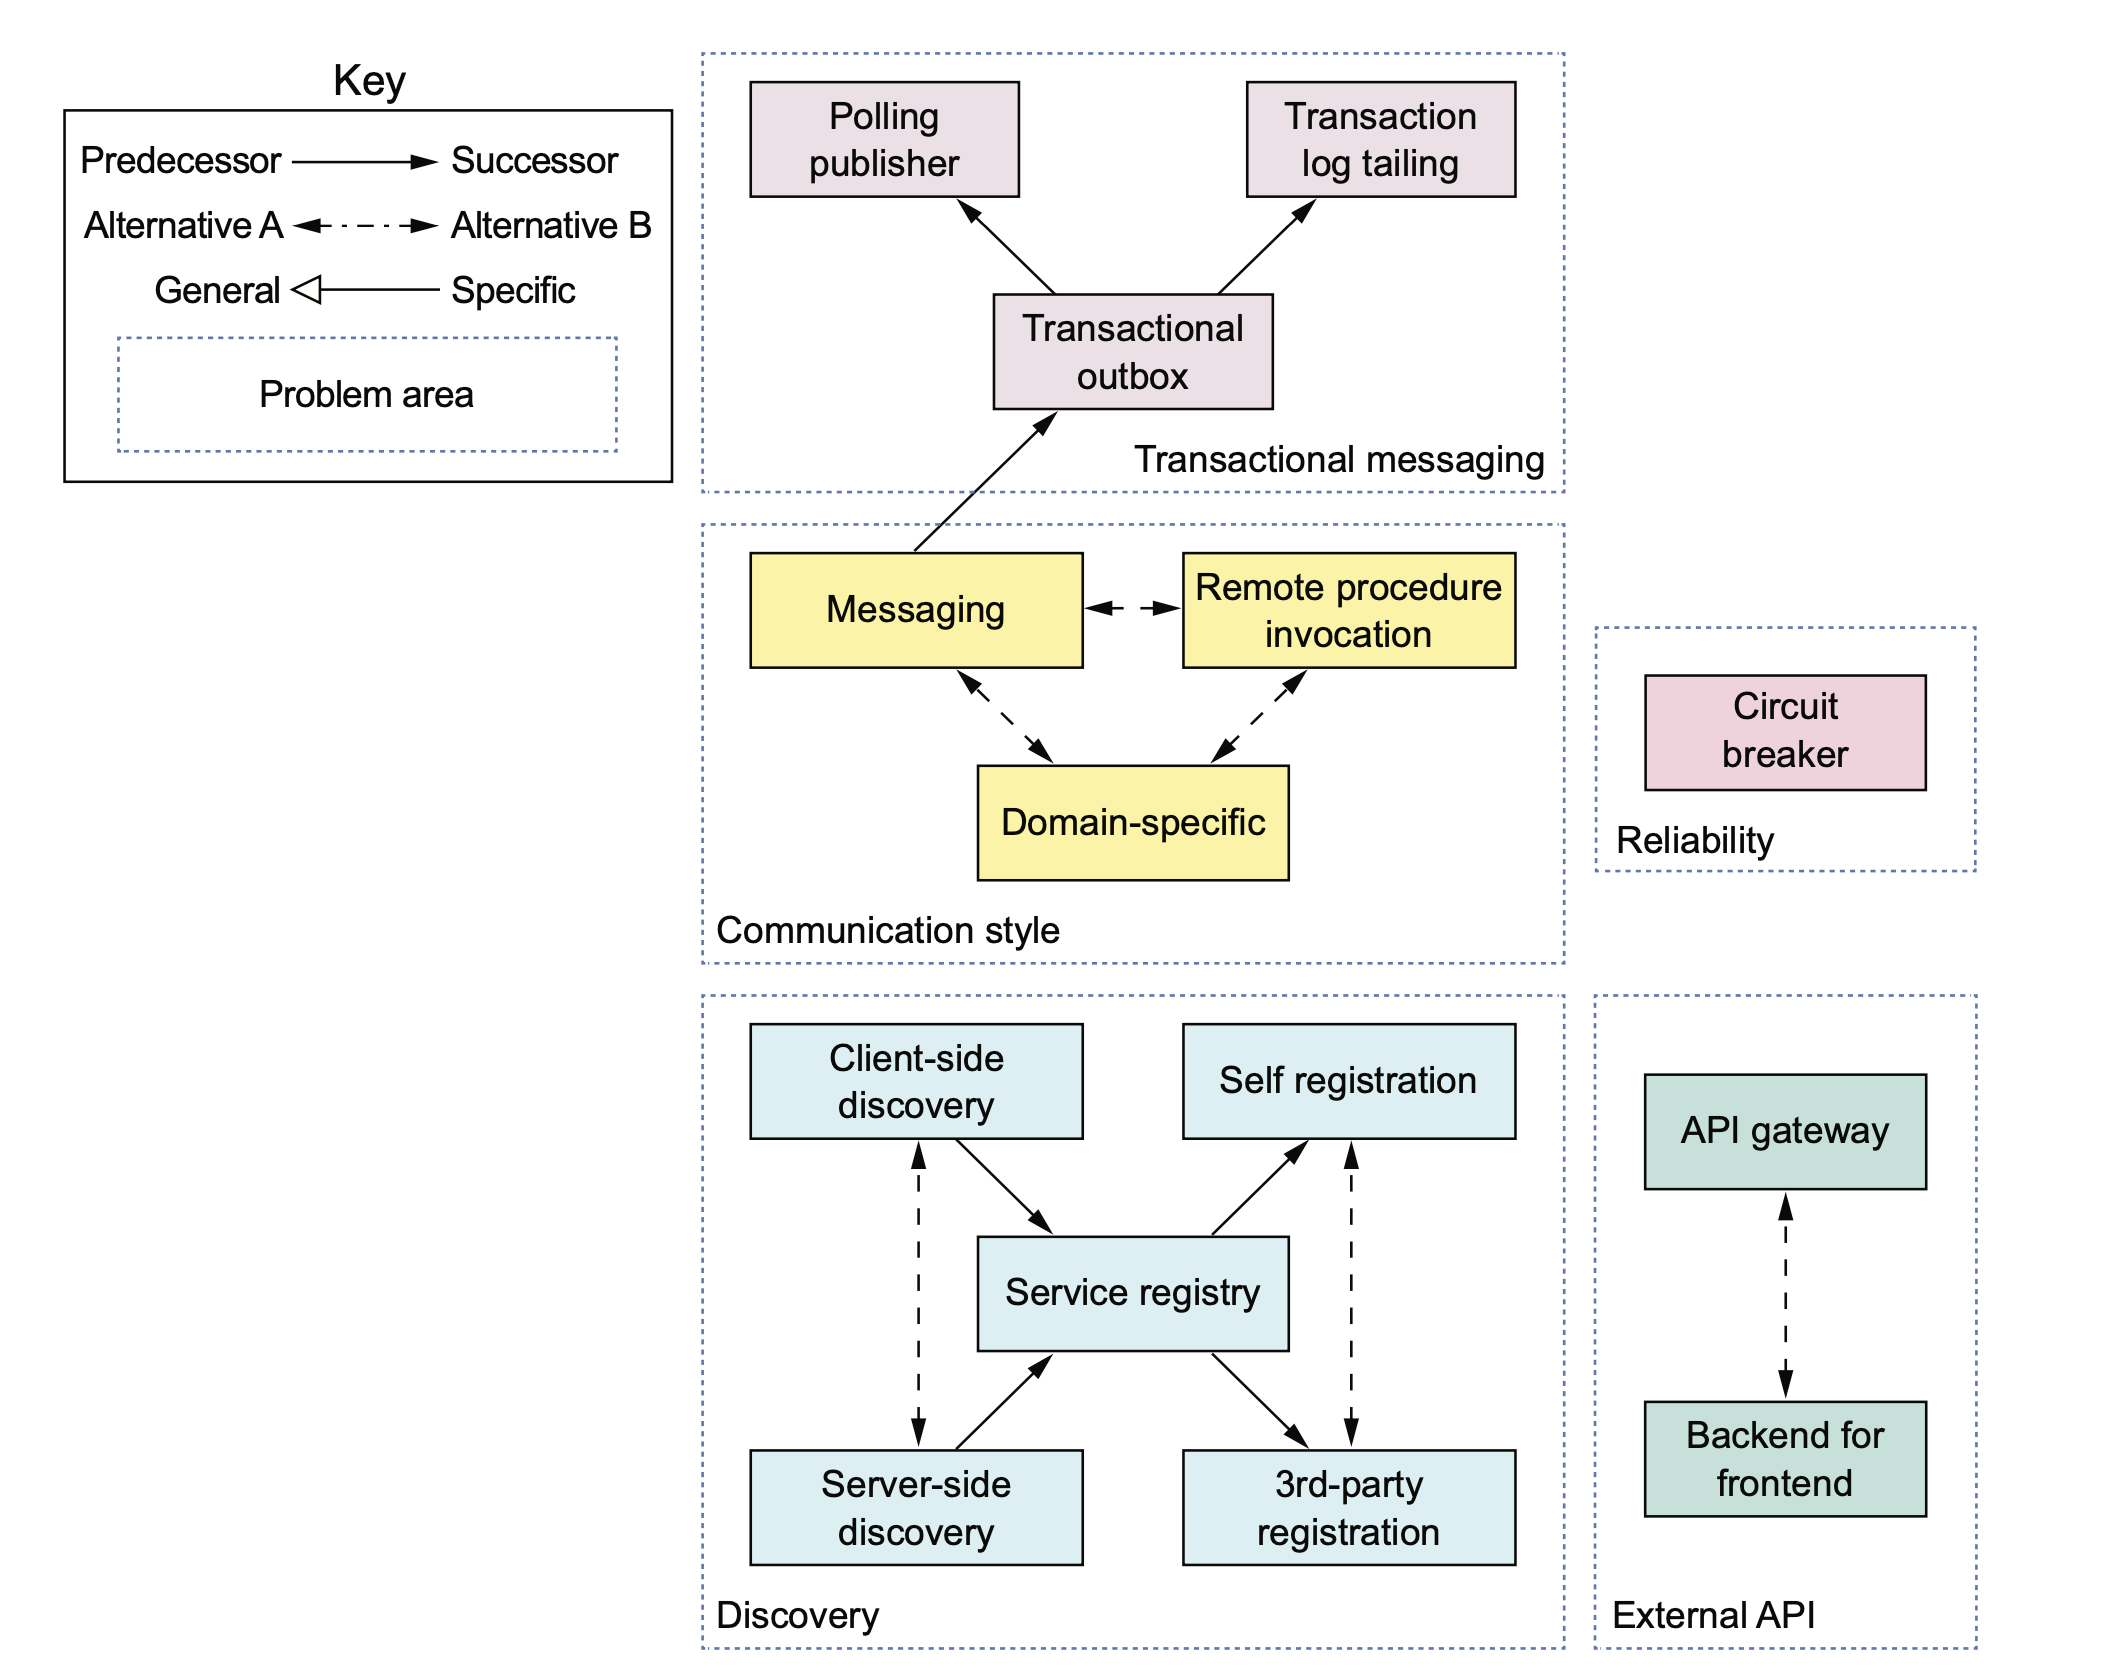 Key
Predecessor
Successor
Alternative A
Alternative B
General
Specific
Problem area
Polling
publisher
Transaction
log tailing
Transactional
outbox
Transactional messaging
Messaging
Remote procedure
invocation
Domain-specific
Communication style
Circuit
breaker
Reliability
Client-side
discovery
Self registration
Service registry
Server-side
discovery
3rd-party
registration
Discovery
API gateway
Backend for
frontend
External API